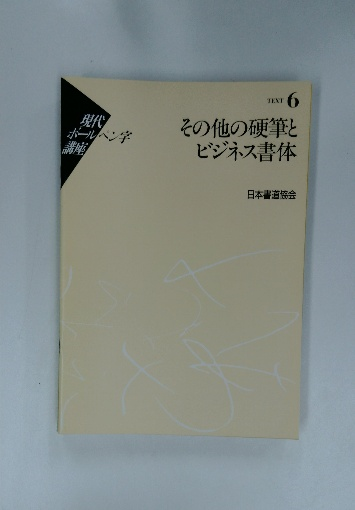 現代
ボールペン字
講座
TEXT 6
その他の硬筆と
ビジネス書体
日本書道協会